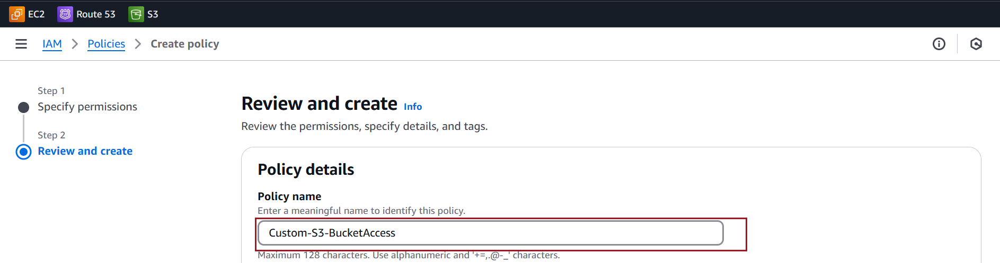 EC2 Route 53 S3
IAM Policies Create policy
Step 1
Specify permissions
Step 2
Review and create
Review and create Info
Review the permissions, specify details, and tags.
Policy details
Policy name
Enter a meaningful name to identify this policy.
Custom-S3-BucketAccess
Maximum 128 characters. Use alphanumeric and '+=,.@-_' characters.